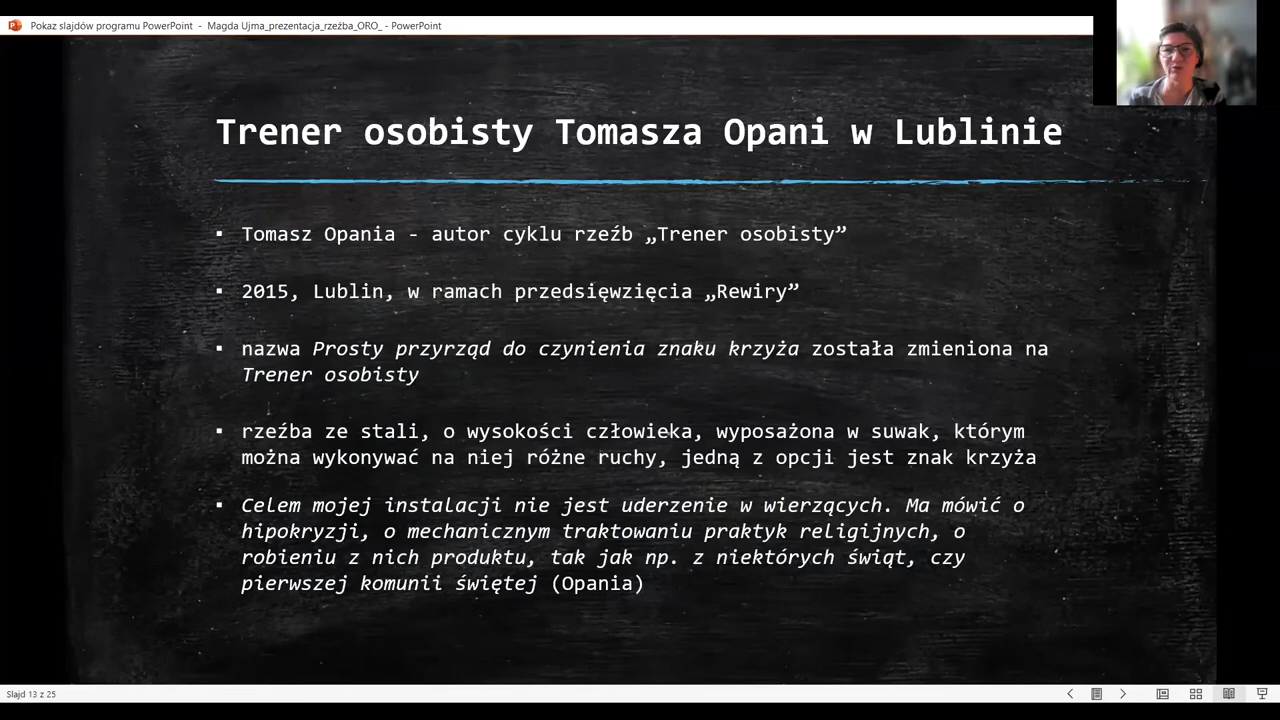 Pokaz slajdów programu PowerPoint - Magda Ujma_prezentacja_rzeźba_ORO_ - PowerPoint
Trener osobisty Tomasza Opani w Lublinie
▪ Tomasz Opania - autor cyklu rzeźb „Trener osobisty”
▪ 2015, Lublin, w ramach przedsięwzięcia „Rewiry”
▪ nazwa Prosty przyrząd do czynienia znaku krzyża została zmieniona na
Trener osobisty
▪ rzeźba ze stali, o wysokości człowieka, wyposażona w suwak, którym
można wykonywać na niej różne ruchy, jedną z opcji jest znak krzyża
▪ Celem mojej instalacji nie jest uderzenie w wierzących. Ma mówić o
hipokryzji, o mechanicznym traktowaniu praktyk religijnych, o
robieniu z nich produktu, tak jak np. z niektórych świąt, czy
pierwszej komunii świętej (Opania)
Slajd 13 z 25